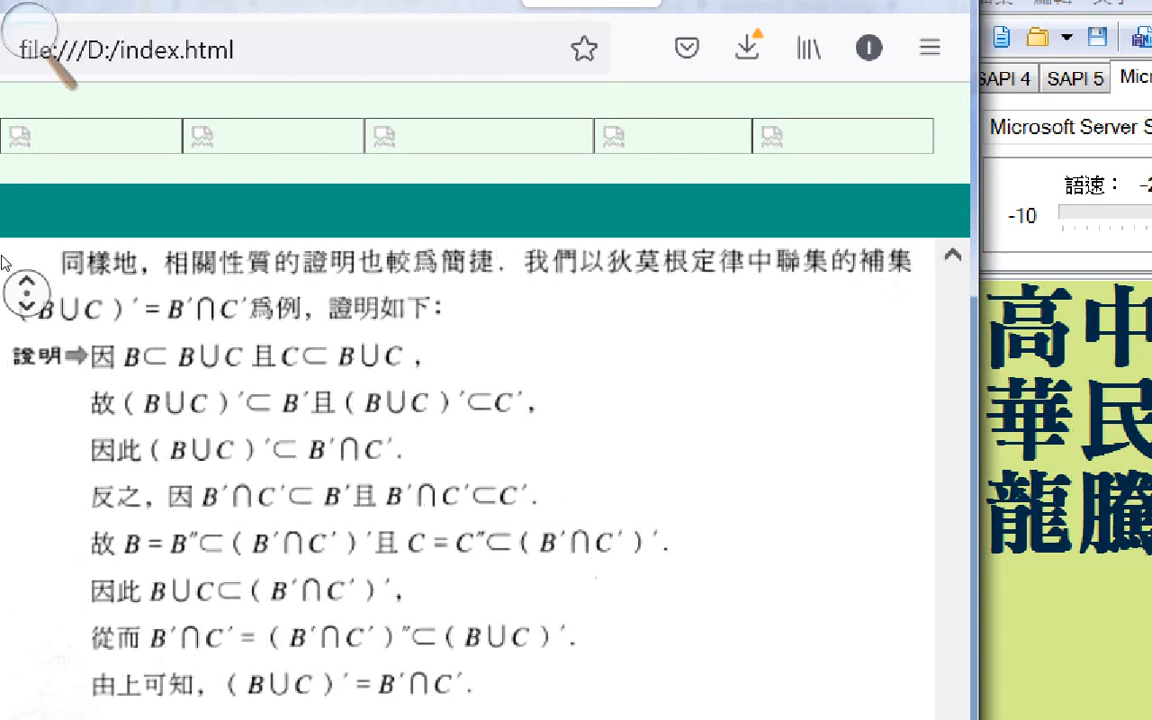 file:///D:/index.html
SAPI 4 SAPI 5
Microsoft Server
語速：
-10
同樣地，相關性質的證明也較爲簡捷．我們以狄莫根定律中聯集的補集
(B∪C)′=B′∩C′爲例，證明如下：
證明⇒因 B⊂ B∪C 且 C⊂ B∪C，
故(B∪C)′⊂ B′且(B∪C)′⊂C′，
因此(B∪C)′⊂ B′∩C′．
反之，因 B′∩C′⊂ B′且 B′∩C′⊂C′．
故 B=B″⊂(B′∩C′)′且 C=C″⊂(B′∩C′)′．
因此 B∪C⊂(B′∩C′)′，
從而 B′∩C′=(B′∩C′)″⊂(B∪C)′．
由上可知，(B∪C)′=B′∩C′．
高中
華民
龍騰